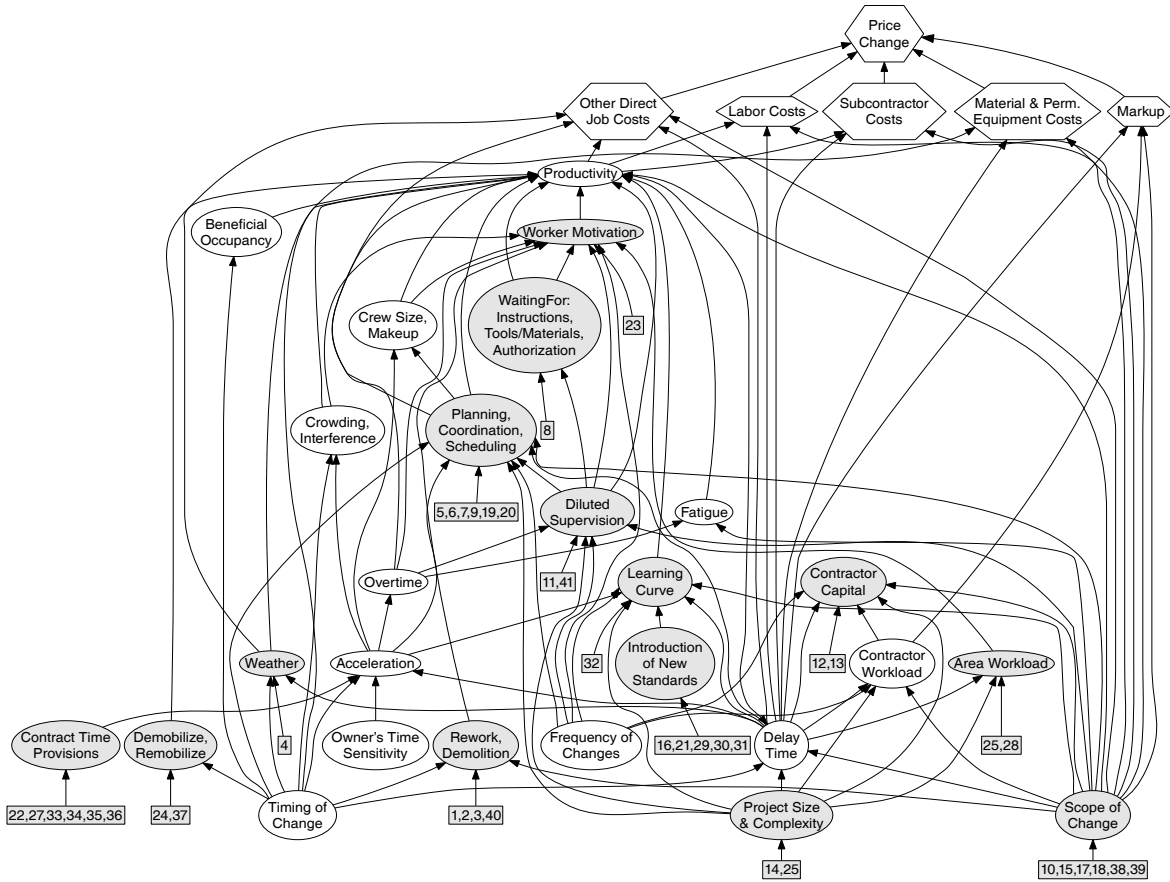 Price
Change
Other Direct
Job Costs
Labor Costs
Subcontractor
Costs
Material & Perm.
Equipment Costs
Markup
Productivity
Beneficial
Occupancy
Worker Motivation
Crew Size,
Makeup
WaitingFor:
Instructions,
Tools/Materials,
Authorization
23
Crowding,
Interference
Planning,
Coordination,
Scheduling
8
5,6,7,9,19,20
Diluted
Supervision
Fatigue
Overtime
11,41
Learning
Curve
Contractor
Capital
Weather
Acceleration
32
Introduction
of New
Standards
12,13
Contractor
Workload
Area Workload
Contract Time
Provisions
Demobilize,
Remobilize
4
Owner's Time
Sensitivity
Rework,
Demolition
Frequency of
Changes
16,21,29,30,31
Delay
Time
25,28
22,27,33,34,35,36
24,37
Timing of
Change
1,2,3,40
Project Size
& Complexity
Scope of
Change
14,25
10,15,17,18,38,39